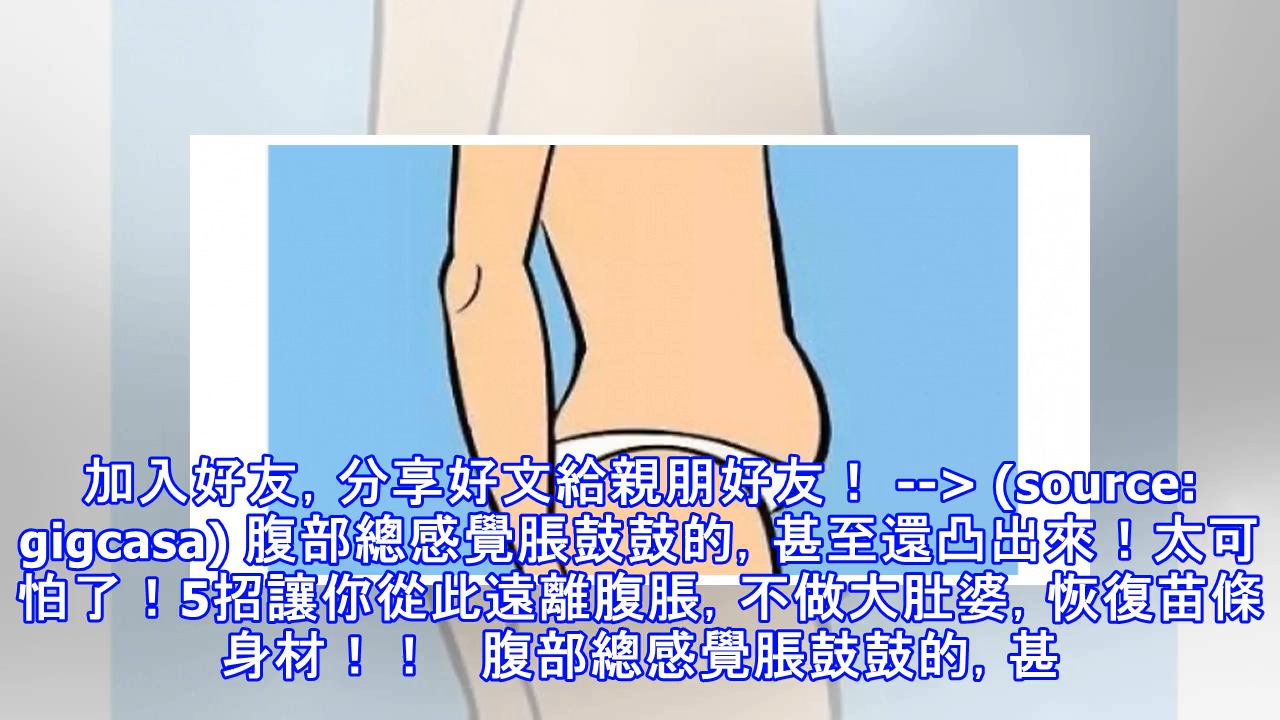 加入好友, 分享好文給親朋好友！ --> (source:
gigcasa) 腹部總感覺脹鼓鼓的, 甚至還凸出來！太可
怕了！5招讓你從此遠離腹脹, 不做大肚婆, 恢復苗條
身材！！ 腹部總感覺脹鼓鼓的, 甚